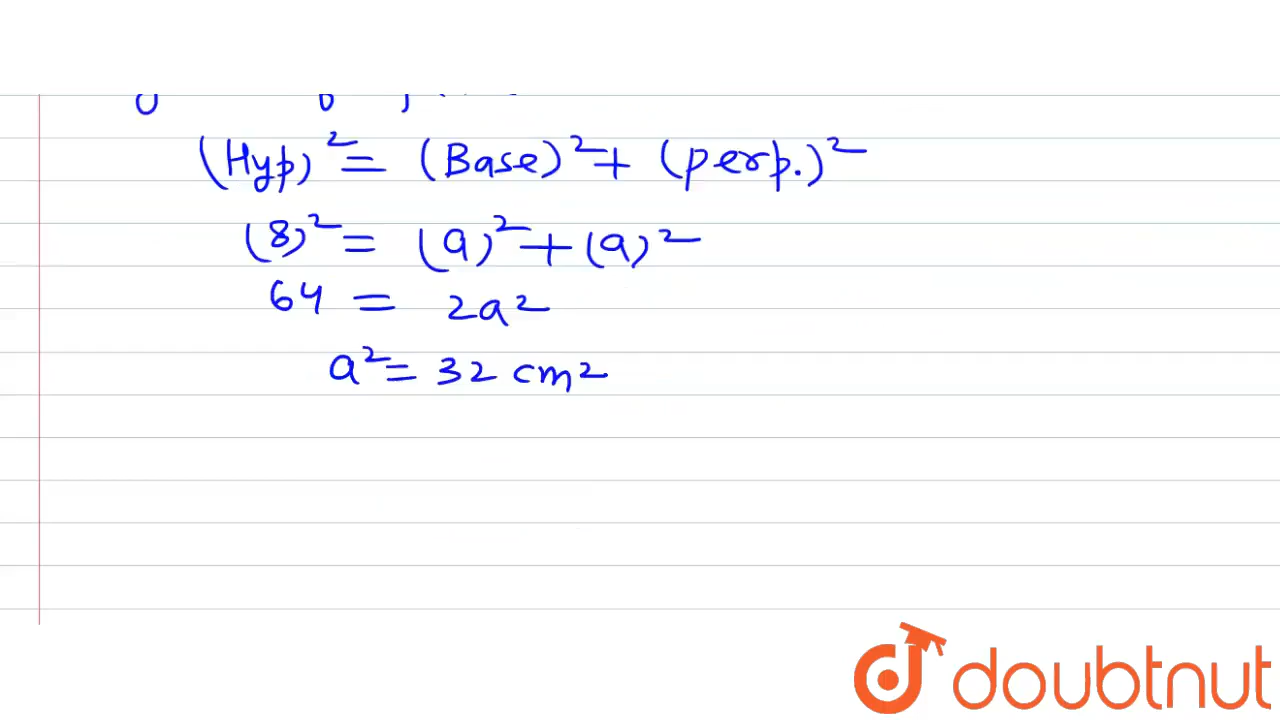 (Hyp)² = (Base)² + (perp.)²
(8)² = (a)² + (a)²
64 = 2a²
a² = 32 cm²
doubtnut